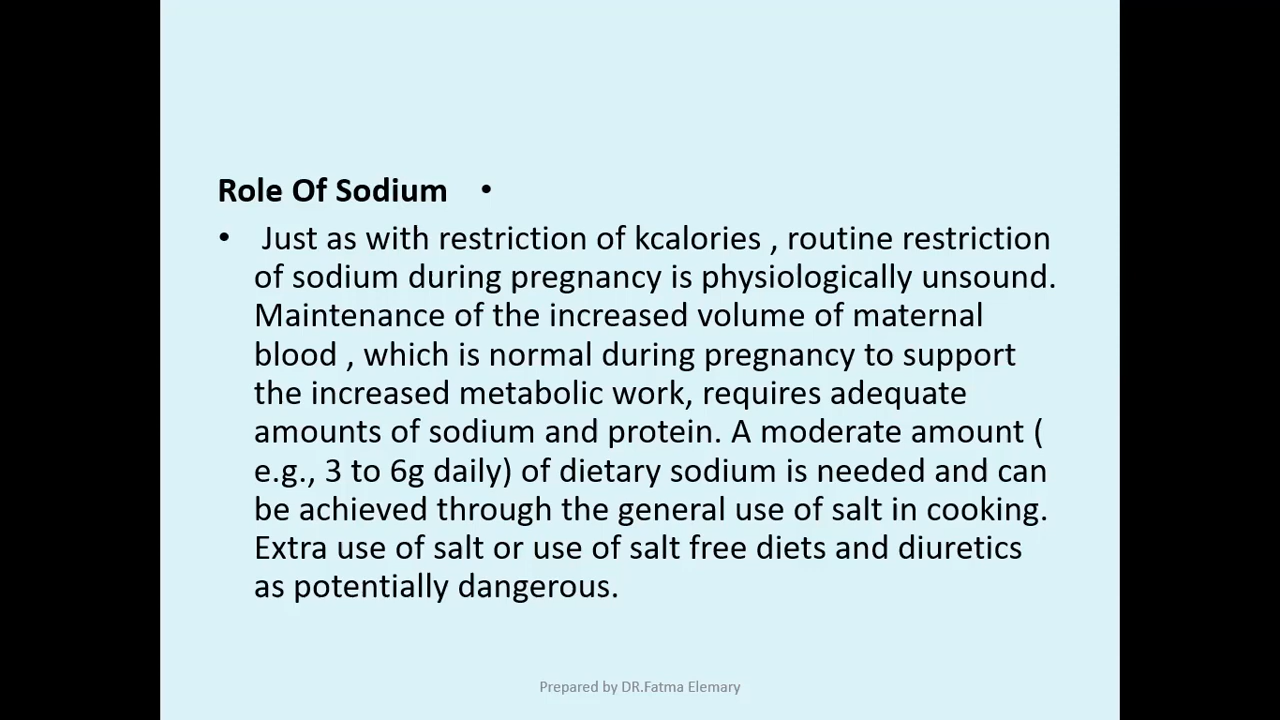 Role Of Sodium •
• Just as with restriction of kcalories , routine restriction
of sodium during pregnancy is physiologically unsound.
Maintenance of the increased volume of maternal
blood , which is normal during pregnancy to support
the increased metabolic work, requires adequate
amounts of sodium and protein. A moderate amount (
e.g., 3 to 6g daily) of dietary sodium is needed and can
be achieved through the general use of salt in cooking.
Extra use of salt or use of salt free diets and diuretics
as potentially dangerous.
Prepared by DR.Fatma Elemary